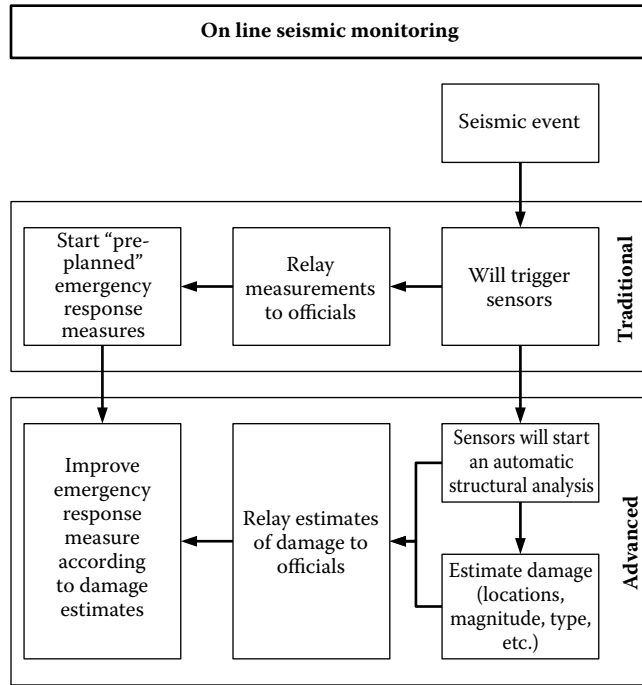 On line seismic monitoring
Seismic event
Start “pre-
planned”
emergency
response
measures
Relay
measurements
to officials
Will trigger
sensors
Traditional
Improve
emergency
response
measure
according
to damage
estimates
Relay estimates
of damage to
officials
Sensors will start
an automatic
structural analysis
Estimate damage
(locations,
magnitude, type,
etc.)
Advanced